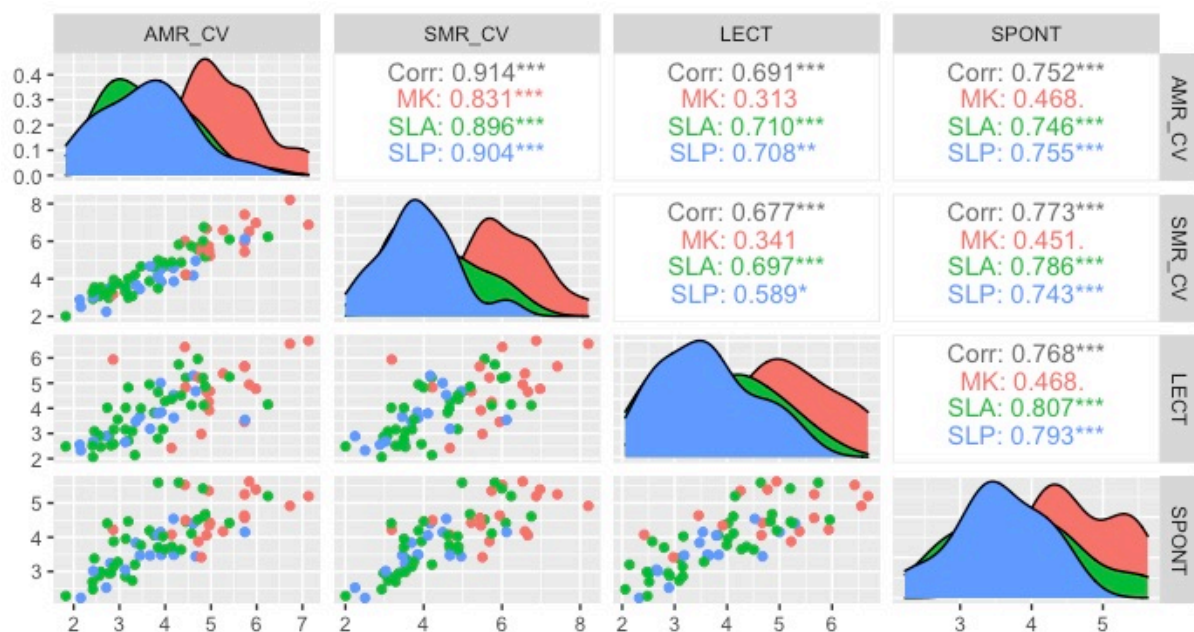 AMR_CV SMR_CV LECT SPONT
0.4
0.3
0.2
0.1
0.0
Corr: 0.914***
MK: 0.831***
SLA: 0.896***
SLP: 0.904***
Corr: 0.691***
MK: 0.313
SLA: 0.710***
SLP: 0.708**
Corr: 0.752***
MK: 0.468.
SLA: 0.746***
SLP: 0.755***
AMR_CV
8
6
4
2
Corr: 0.677***
MK: 0.341
SLA: 0.697***
SLP: 0.589*
Corr: 0.773***
MK: 0.451.
SLA: 0.786***
SLP: 0.743***
SMR_CV
6
5
4
3
2
Corr: 0.768***
MK: 0.468.
SLA: 0.807***
SLP: 0.793***
LECT
5
4
3
SPONT
2 3 4 5 6 7 2 4 6 8 2 3 4 5 6 3 4 5